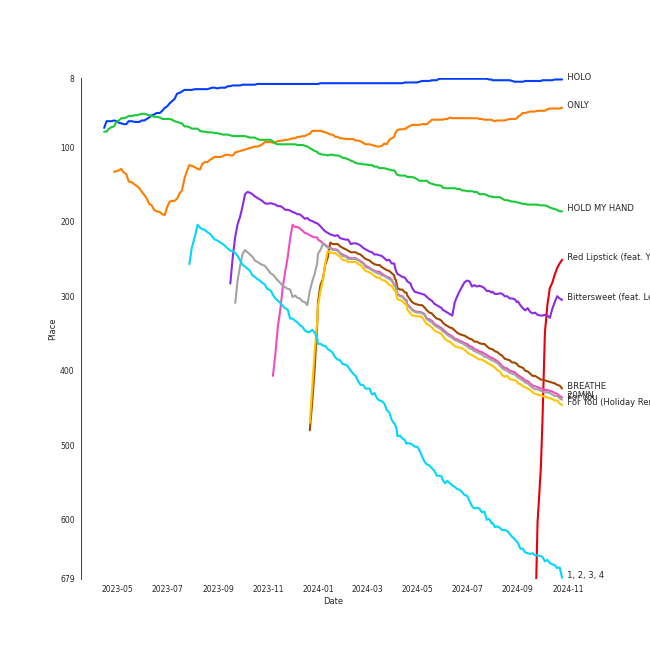 8
100
200
300
400
500
600
679
Place
2023-05 2023-07 2023-09 2023-11 2024-01 2024-03 2024-05 2024-07 2024-09 2024-11
Date
HOLO
ONLY
HOLD MY HAND
Red Lipstick (feat. Y
Bittersweet (feat. Le
BREATHE
For You (Holiday Rem
1, 2, 3, 4